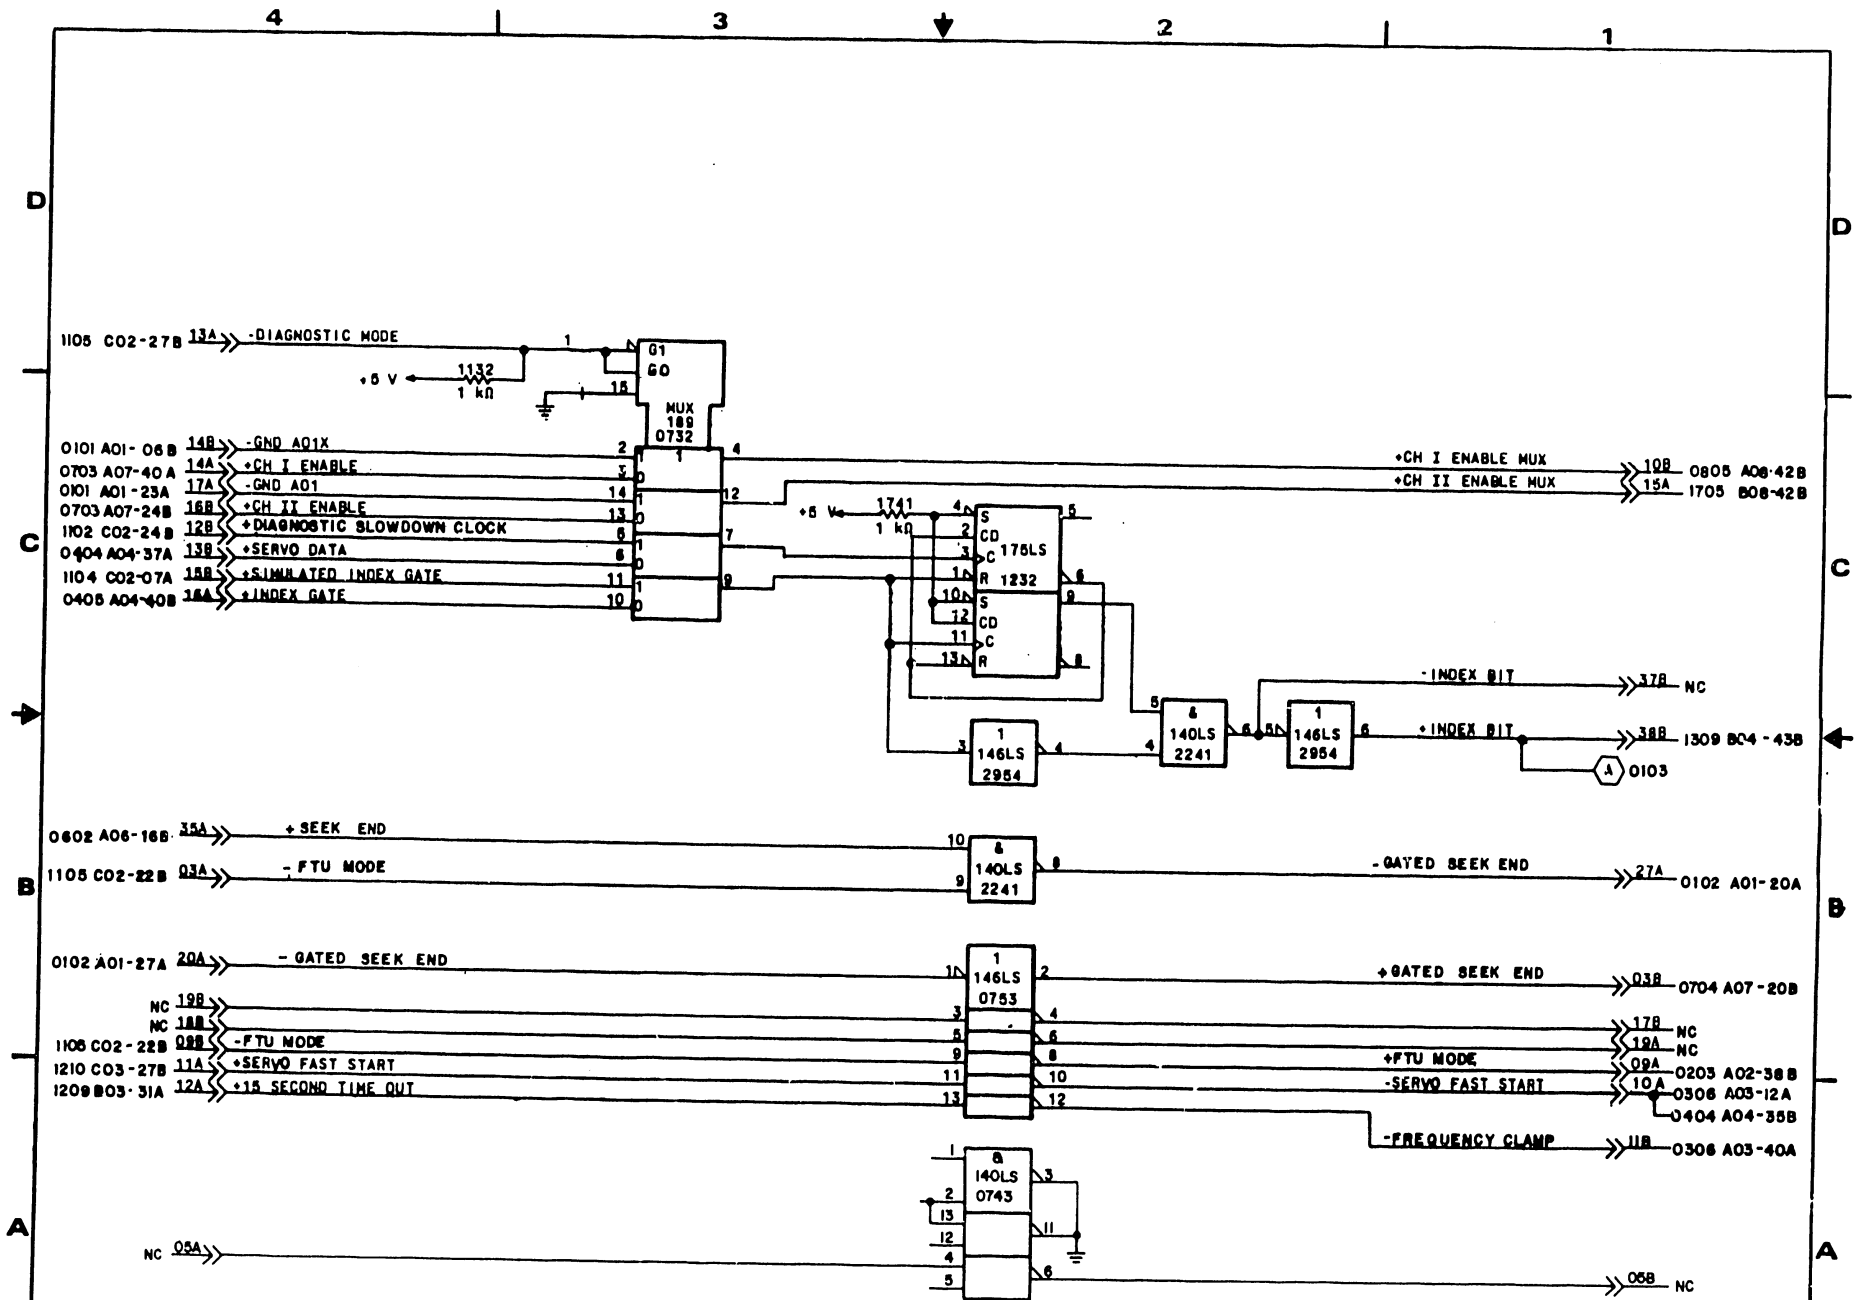 4 3 2 1
D D
1105 C02-27B 13A -DIAGNOSTIC MODE 1 G1
G0
+5 V 1132
1 kΩ
15
MUX
189
0732
0101 A01-06B 14B -GND A01X 2 1 1 4 +CH I ENABLE MUX 10B 0805 A08-42B
0703 A07-40A 14A +CH I ENABLE 3 0
0101 A01-23A 17A -GND A01 14 1 12 +CH II ENABLE MUX 15A 1705 B08-42B
0703 A07-24B 16B +CH II ENABLE 13 0
1102 C02-24B 12B +DIAGNOSTIC SLOWDOWN CLOCK 5 1 7
0404 A04-37A 13B +SERVO DATA 6 0
1104 C02-07A 15B +SIMULATED INDEX GATE 11 1 9
0405 A04-40B 16A +INDEX GATE 10 0
C C
+5 V 1741
1 kΩ
4 S 5
2 CD
3 C 175LS
1 R 1232 6
10 S 9
12 CD
11 C
13 R 8
-INDEX BIT 37B NC
3 1 4
146LS
2954
5 & 6
4 140LS
2241
5 1 6
146LS
2954
+INDEX BIT 38B 1309 B04-43B
A 0103
B B
0602 A06-16B 35A +SEEK END 10
1105 C02-22B 03A -FTU MODE 9
&
140LS
2241
8 -GATED SEEK END 27A 0102 A01-20A
0102 A01-27A 20A -GATED SEEK END 1 1 2 +GATED SEEK END 03B 0704 A07-20B
146LS
0753
NC 19B 3 4 17B NC
NC 18B 5 6 19A NC
1105 C02-22B 09B -FTU MODE 9 8 +FTU MODE 09A 0203 A02-38B
1210 C03-27B 11A +SERVO FAST START 11 10 -SERVO FAST START 10A 0306 A03-12A
0404 A04-35B
1209 B03-31A 12A +15 SECOND TIME OUT 13 12 -FREQUENCY CLAMP 11B 0306 A03-40A
1 & 3
140LS
2 0743
13
12 11
A A
NC 05A 4
5 6 05B NC